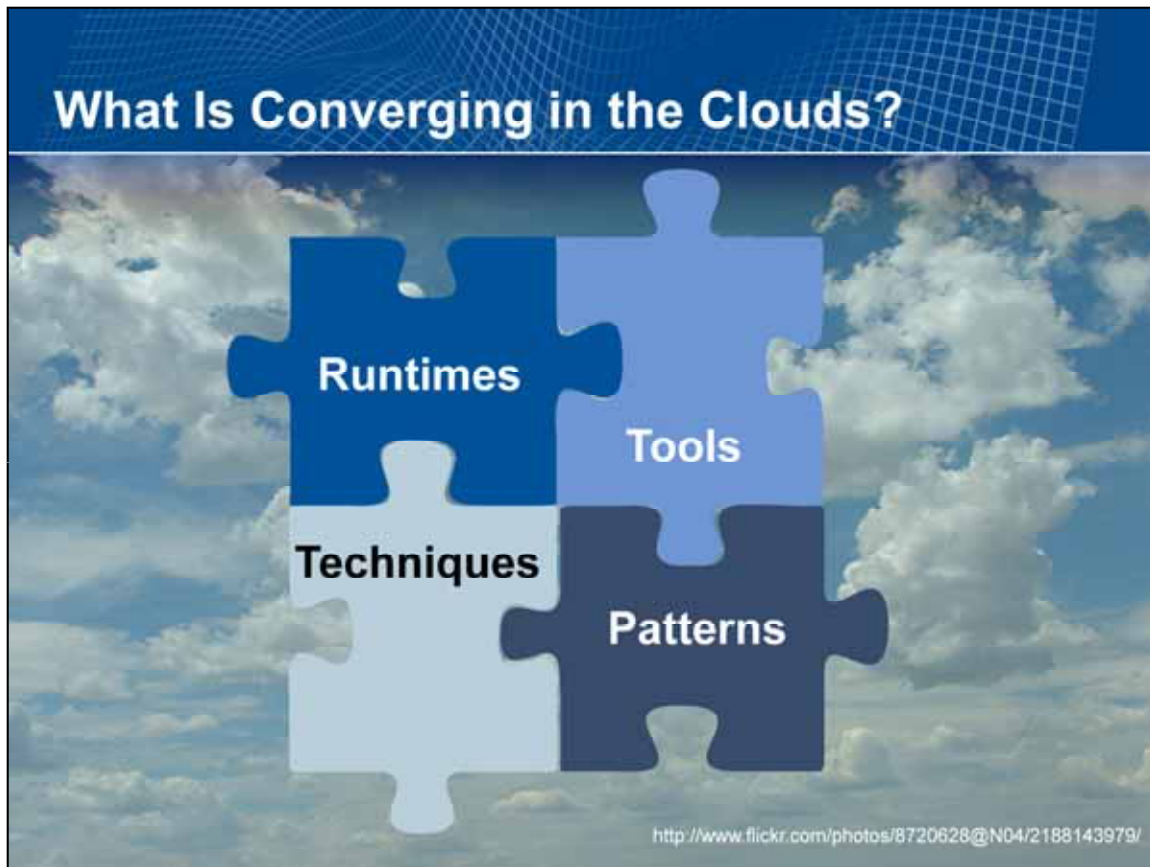 What Is Converging in the Clouds?
Runtimes
Tools
Techniques
Patterns
http://www.flickr.com/photos/8720628@N04/2188143979/